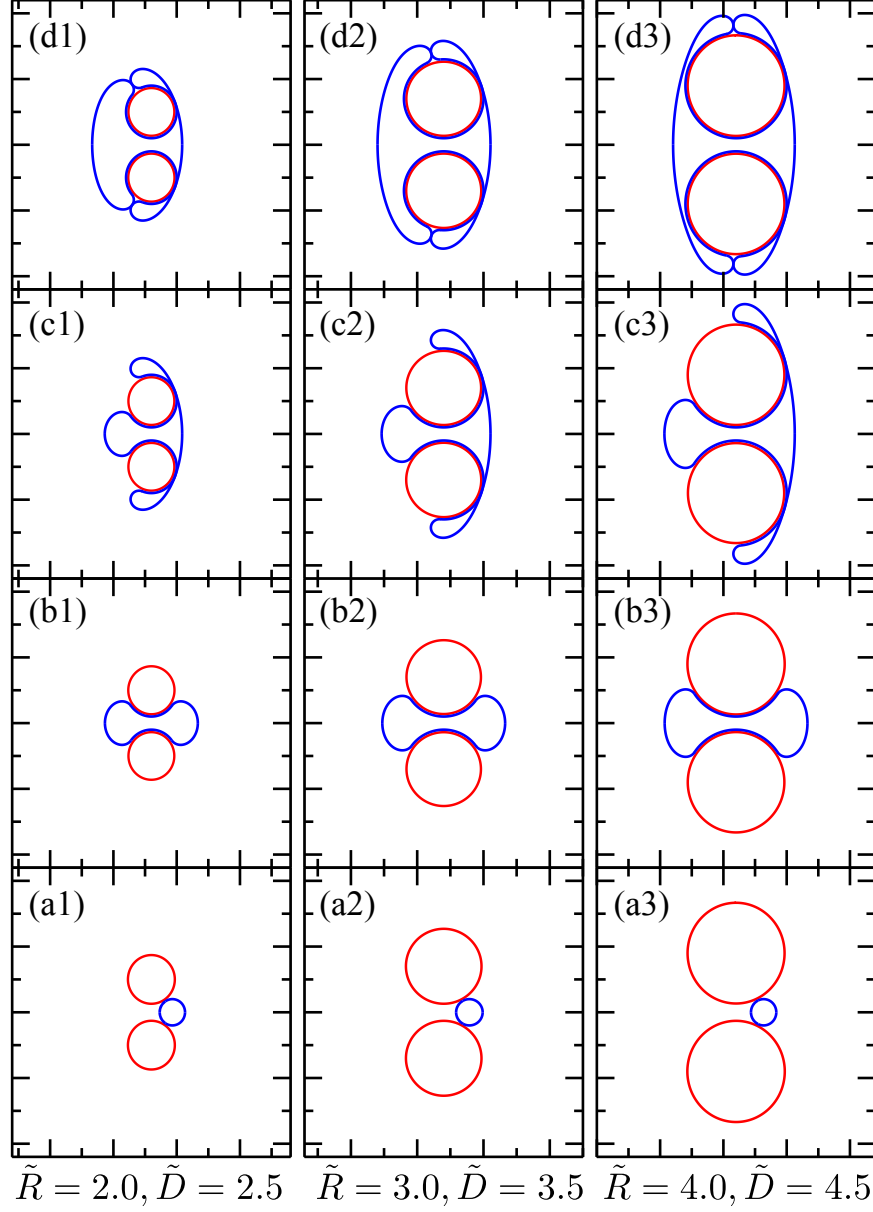 (d1) (d2) (d3)
(c1) (c2) (c3)
(b1) (b2) (b3)
(a1) (a2) (a3)
R̃ = 2.0, D̃ = 2.5 R̃ = 3.0, D̃ = 3.5 R̃ = 4.0, D̃ = 4.5